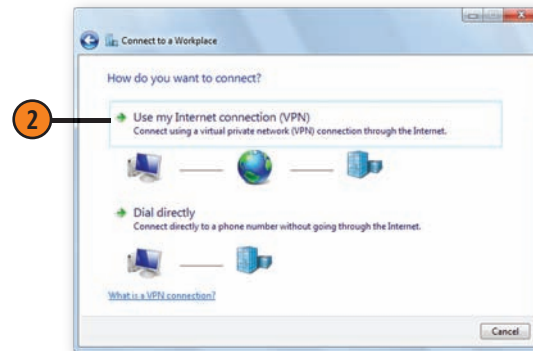 Connect to a Workplace
How do you want to connect?
2
Use my Internet connection (VPN)
Connect using a virtual private network (VPN) connection through the Internet.
Dial directly
Connect directly to a phone number without going through the Internet.
What is a VPN connection?
Cancel